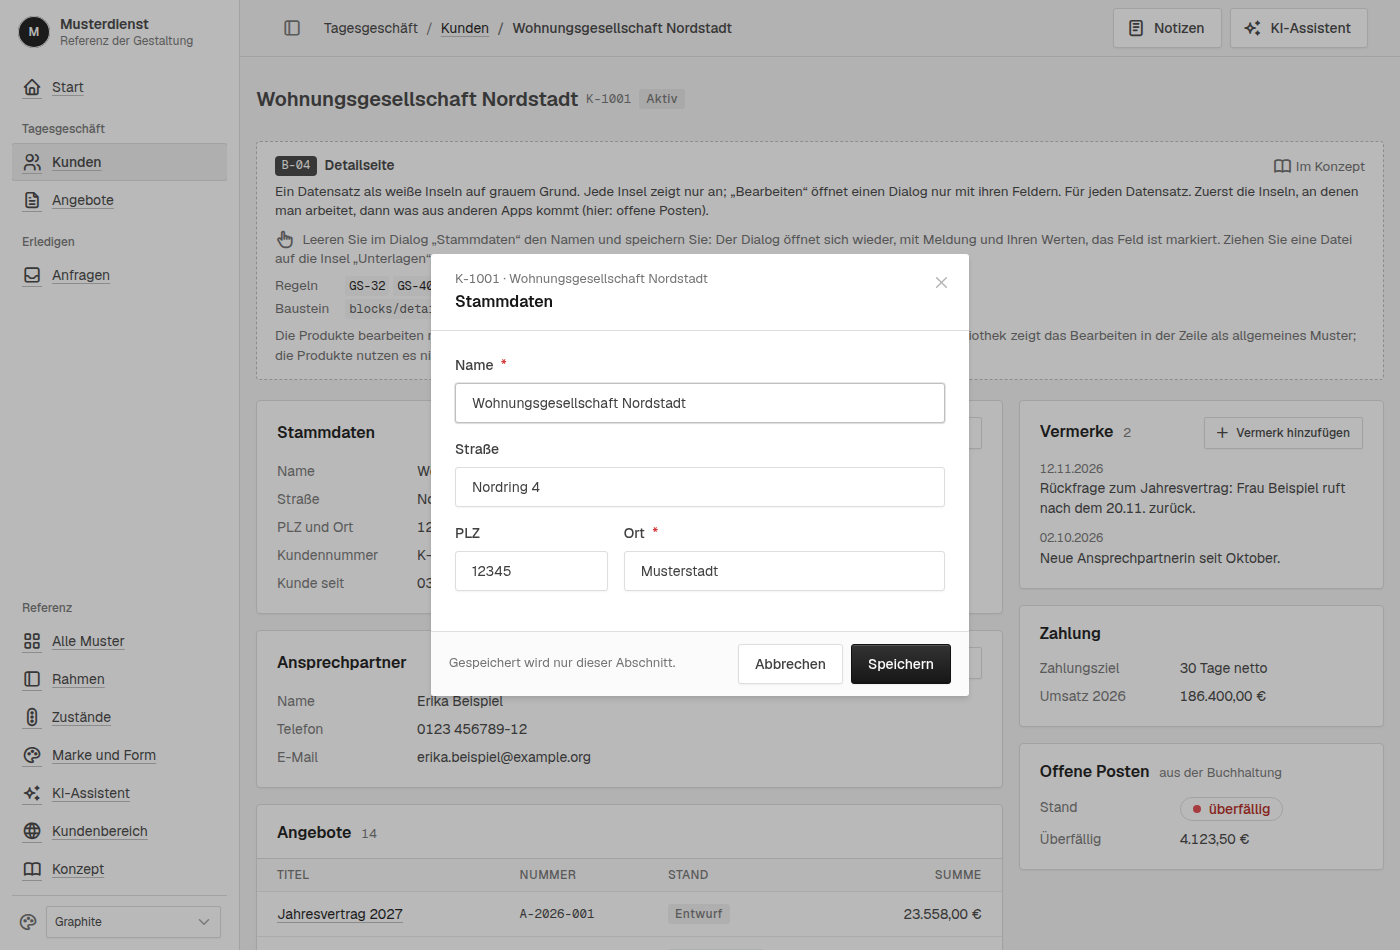 M
Musterdienst
Referenz der Gestaltung
Start
Tagesgeschäft
Kunden
Angebote
Erledigen
Anfragen
Referenz
Alle Muster
Rahmen
Zustände
Marke und Form
KI-Assistent
Kundenbereich
Konzept
Graphite
Tagesgeschäft / Kunden / Wohnungsgesellschaft Nordstadt
Notizen
KI-Assistent
Wohnungsgesellschaft Nordstadt K-1001 Aktiv
B-04 Detailseite
Im Konzept
Ein Datensatz als weiße Inseln auf grauem Grund. Jede Insel zeigt nur an; „Bearbeiten“ öffnet einen Dialog nur mit ihren Feldern. Für jeden Datensatz. Zuerst die Inseln, an denen
man arbeitet, dann was aus anderen Apps kommt (hier: offene Posten).
Leeren Sie im Dialog „Stammdaten“ den Namen und speichern Sie: Der Dialog öffnet sich wieder, mit Meldung und Ihren Werten, das Feld ist markiert. Ziehen Sie eine Datei
auf die Insel „Unterlagen“
Regeln GS-32 GS-40
Baustein
Die Produkte bearbeiten zeigt das Bearbeiten in der Zeile als allgemeines Muster;
die Produkte nutzen es
K-1001 · Wohnungsgesellschaft Nordstadt
Stammdaten
Name *
Wohnungsgesellschaft Nordstadt
Straße
Nordring 4
PLZ
Ort *
12345
Musterstadt
Gespeichert wird nur dieser Abschnitt.
Abbrechen
Speichern
Stammdaten
Name
Straße
PLZ und Ort
Kundennummer
Kunde seit
Ansprechpartner
Name Erika Beispiel
Telefon 0123 456789-12
E-Mail erika.beispiel@example.org
Angebote 14
TITEL NUMMER STAND SUMME
Jahresvertrag 2027 A-2026-001 Entwurf 23.558,00 €
Vermerke 2
Vermerk hinzufügen
12.11.2026
Rückfrage zum Jahresvertrag: Frau Beispiel ruft
nach dem 20.11. zurück.
02.10.2026
Neue Ansprechpartnerin seit Oktober.
Zahlung
Zahlungsziel 30 Tage netto
Umsatz 2026 186.400,00 €
Offene Posten aus der Buchhaltung
Stand überfällig
Überfällig 4.123,50 €